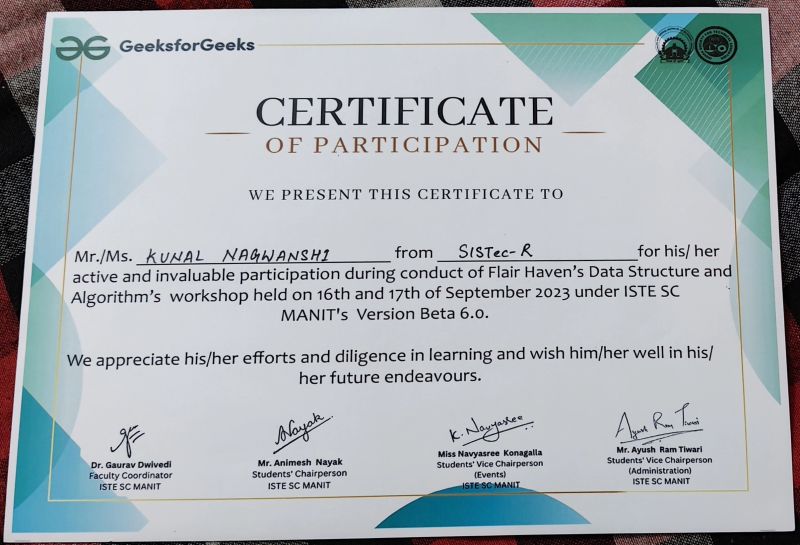 GeeksforGeeks
CERTIFICATE
OF PARTICIPATION
WE PRESENT THIS CERTIFICATE TO
Mr./Ms. KUNAL NAGWANSHI from SISTec-R for his/ her
active and invaluable participation during conduct of Flair Haven's Data Structure and
Algorithm's workshop held on 16th and 17th of September 2023 under ISTE SC
MANIT's Version Beta 6.0.
We appreciate his/her efforts and diligence in learning and wish him/her well in his/
her future endeavours.
ANayak
K. Navyasree
Ayush Ram Tiwari
Dr. Gaurav Dwivedi
Faculty Coordinator
ISTE SC MANIT
Mr. Animesh Nayak
Students' Chairperson
ISTE SC MANIT
Miss Navyasree Konagalla
Students' Vice Chairperson
(Events)
ISTE SC MANIT
Mr. Ayush Ram Tiwari
Students' Vice Chairperson
(Administration)
ISTE SC MANIT